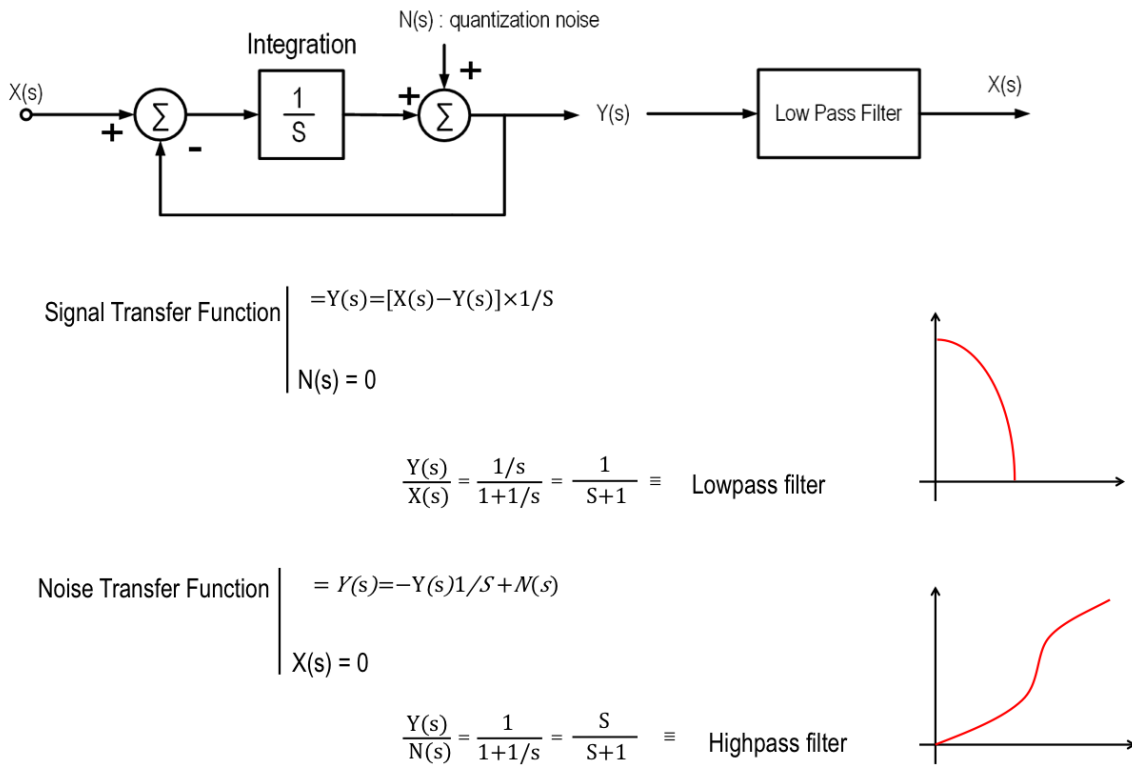 N(s) : quantization noise
Integration
X(s)
+
Σ
-
1
S
+
+
Σ
Y(s)
Low Pass Filter
X(s)
Signal Transfer Function
=Y(s)=[X(s)−Y(s)]×1/S
N(s) = 0
Y(s)/X(s) = 1/s/1+1/s = 1/S+1 ≡ Lowpass filter
Noise Transfer Function
= Y(s)=−Y(s)1/S+N(s)
X(s) = 0
Y(s)/N(s) = 1/1+1/s = S/S+1 ≡ Highpass filter